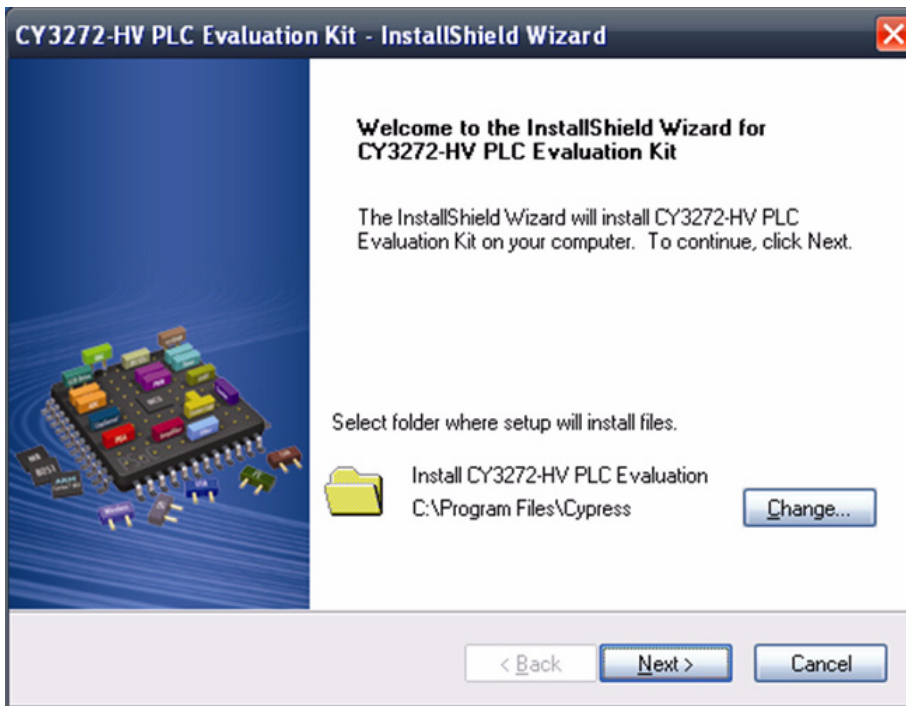 CY3272-HV PLC Evaluation Kit - InstallShield Wizard
Welcome to the InstallShield Wizard for
CY3272-HV PLC Evaluation Kit
The InstallShield Wizard will install CY3272-HV PLC
Evaluation Kit on your computer. To continue, click Next.
Select folder where setup will install files.
Install CY3272-HV PLC Evaluation
C:\Program Files\Cypress
Change...
< Back
Next >
Cancel